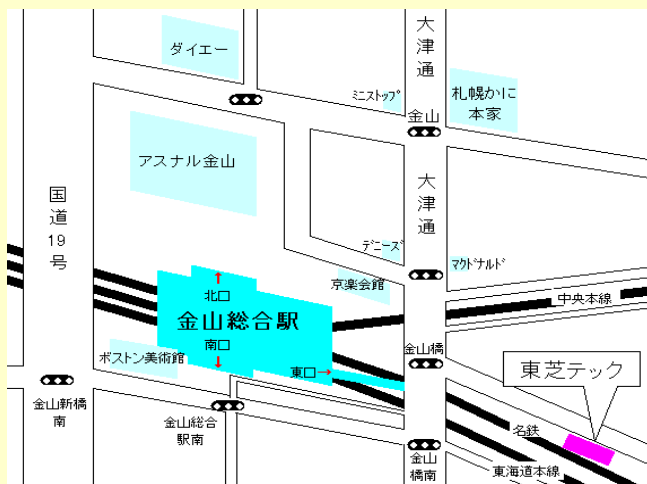 ダイエー
大津通
ミニストップ
札幌かに
本家
金山
アスナル金山
国道19号
大津通
デニーズ
マクドナルド
京楽会館
北口
中央本線
金山総合駅
南口
ボストン美術館
東口→
金山橋
東芝テック
金山新橋
南
金山総合
駅南
名鉄
金山
橋南
東海道本線